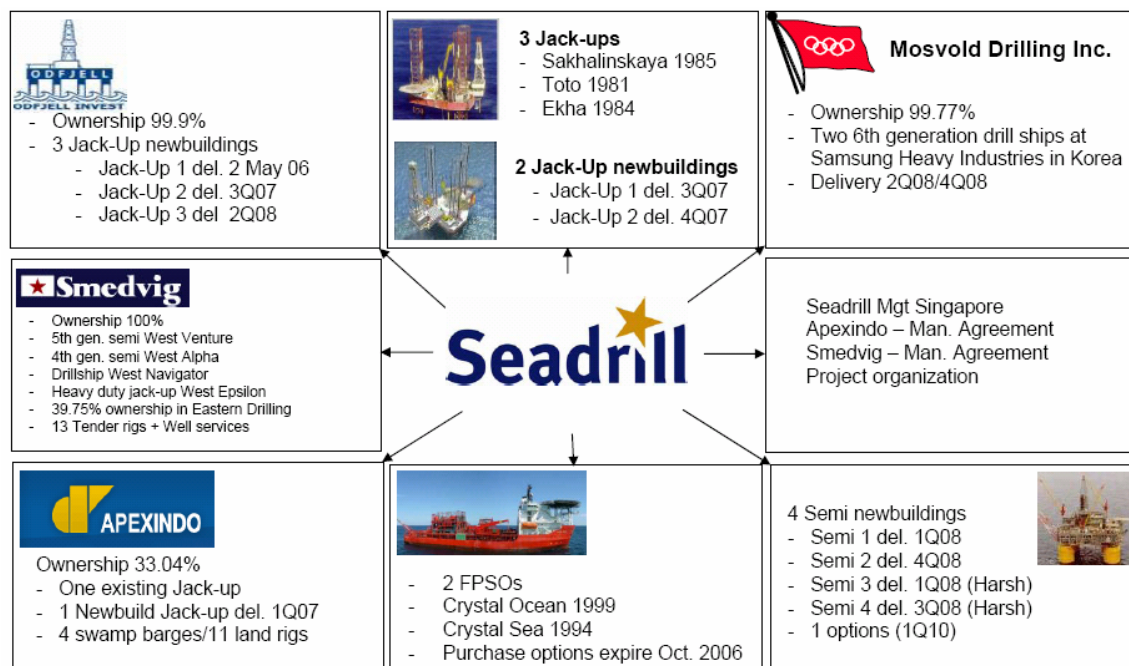 ODFJELL
ODFJELL INVEST
- Ownership 99.9%
- 3 Jack-Up newbuildings
- Jack-Up 1 del. 2 May 06
- Jack-Up 2 del. 3Q07
- Jack-Up 3 del 2Q08
3 Jack-ups
- Sakhalinskaya 1985
- Toto 1981
- Ekha 1984
2 Jack-Up newbuildings
- Jack-Up 1 del. 3Q07
- Jack-Up 2 del. 4Q07
Mosvold Drilling Inc.
- Ownership 99.77%
- Two 6th generation drill ships at
Samsung Heavy Industries in Korea
- Delivery 2Q08/4Q08
Smedvig
- Ownership 100%
- 5th gen. semi West Venture
- 4th gen. semi West Alpha
- Drillship West Navigator
- Heavy duty jack-up West Epsilon
- 39.75% ownership in Eastern Drilling
- 13 Tender rigs + Well services
Seadrill
Seadrill Mgt Singapore
Apexindo – Man. Agreement
Smedvig – Man. Agreement
Project organization
APEXINDO
Ownership 33.04%
- One existing Jack-up
- 1 Newbuild Jack-up del. 1Q07
- 4 swamp barges/11 land rigs
- 2 FPSOs
- Crystal Ocean 1999
- Crystal Sea 1994
- Purchase options expire Oct. 2006
4 Semi newbuildings
- Semi 1 del. 1Q08
- Semi 2 del. 4Q08
- Semi 3 del. 1Q08 (Harsh)
- Semi 4 del. 3Q08 (Harsh)
- 1 options (1Q10)